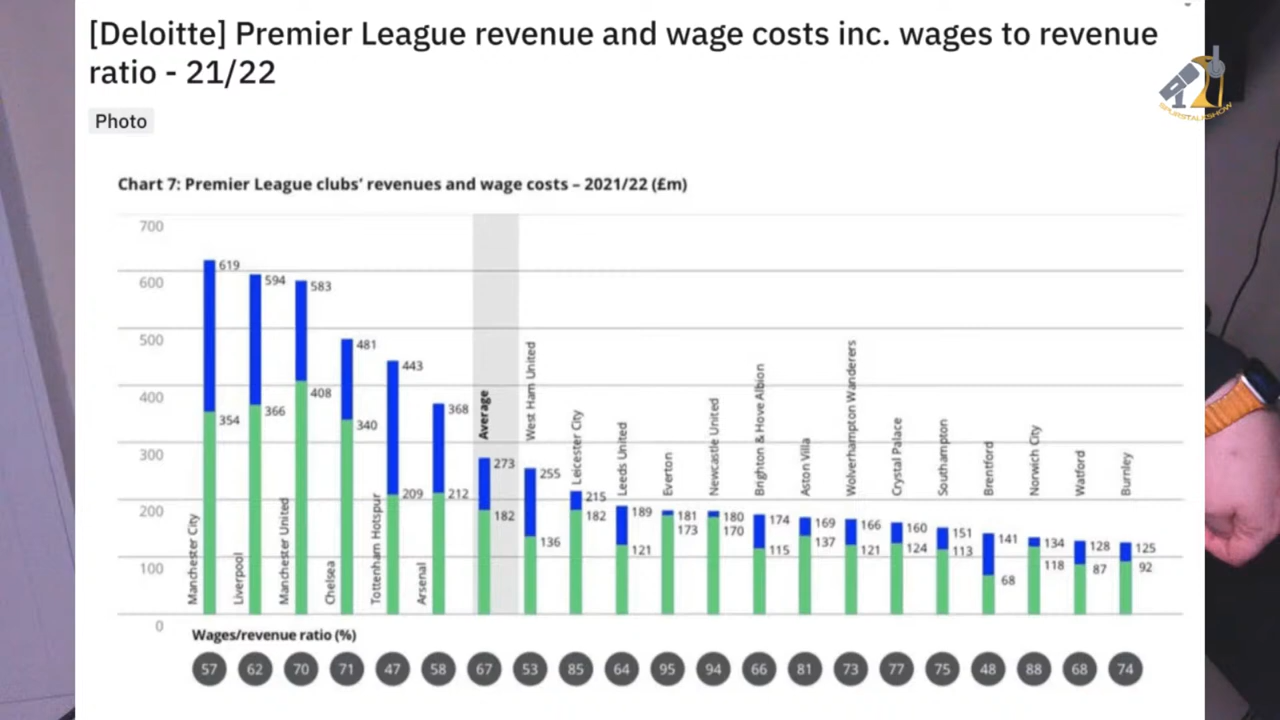 [Deloitte] Premier League revenue and wage costs inc. wages to revenue
ratio - 21/22
Photo
SPURSTALKSHOW
Chart 7: Premier League clubs' revenues and wage costs – 2021/22 (£m)
700
600
500
400
300
200
100
0
619
354
Manchester City
594
366
Liverpool
583
408
Manchester United
481
340
Chelsea
443
209
Tottenham Hotspur
368
212
Arsenal
Average
273
182
West Ham United
255
136
Leicester City
215
182
Leeds United
189
121
Everton
181
173
Newcastle United
180
170
Brighton & Hove Albion
174
115
Aston Villa
169
137
Wolverhampton Wanderers
166
121
Crystal Palace
160
124
Southampton
151
113
Brentford
141
68
Norwich City
134
118
Watford
128
87
Burnley
125
92
Wages/revenue ratio (%)
57 62 70 71 47 58 67 53 85 64 95 94 66 81 73 77 75 48 88 68 74